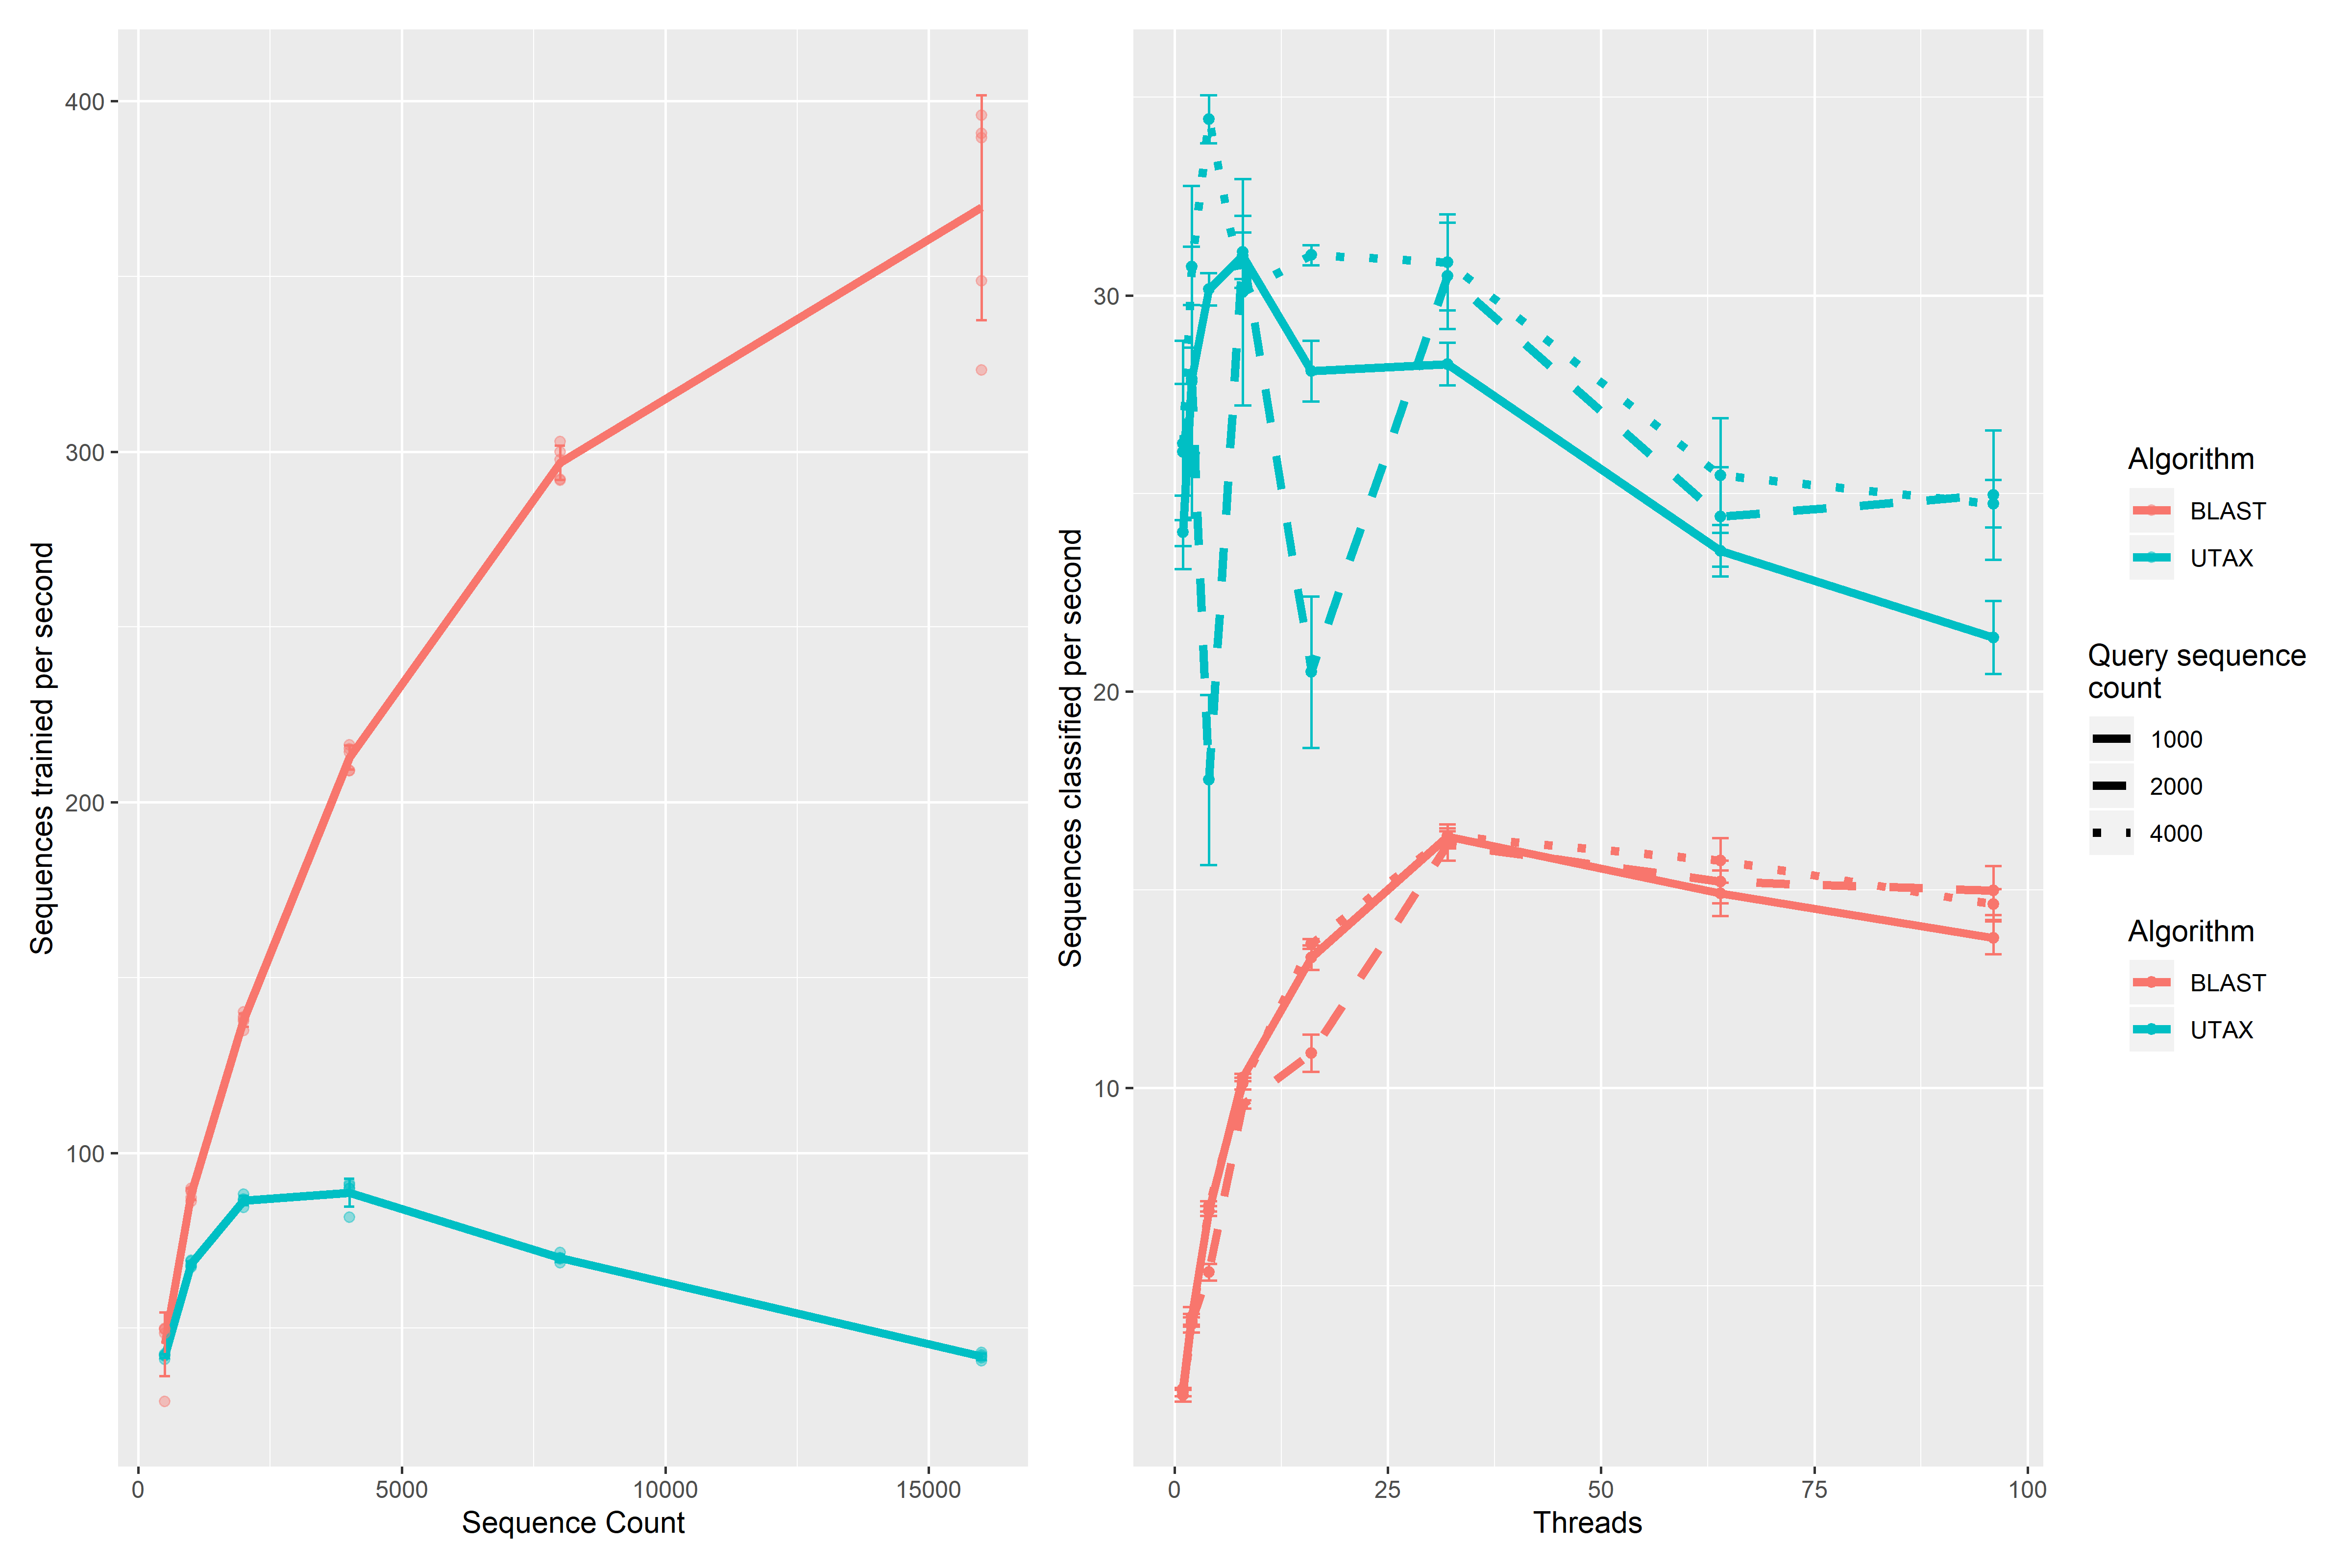 Sequences trainied per second
400
300
200
100
0
5000
10000
15000
Sequence Count
Sequences classified per second
30
20
10
0
25
50
75
100
Threads
Algorithm
BLAST
UTAX
Query sequence
count
1000
2000
4000
Algorithm
BLAST
UTAX